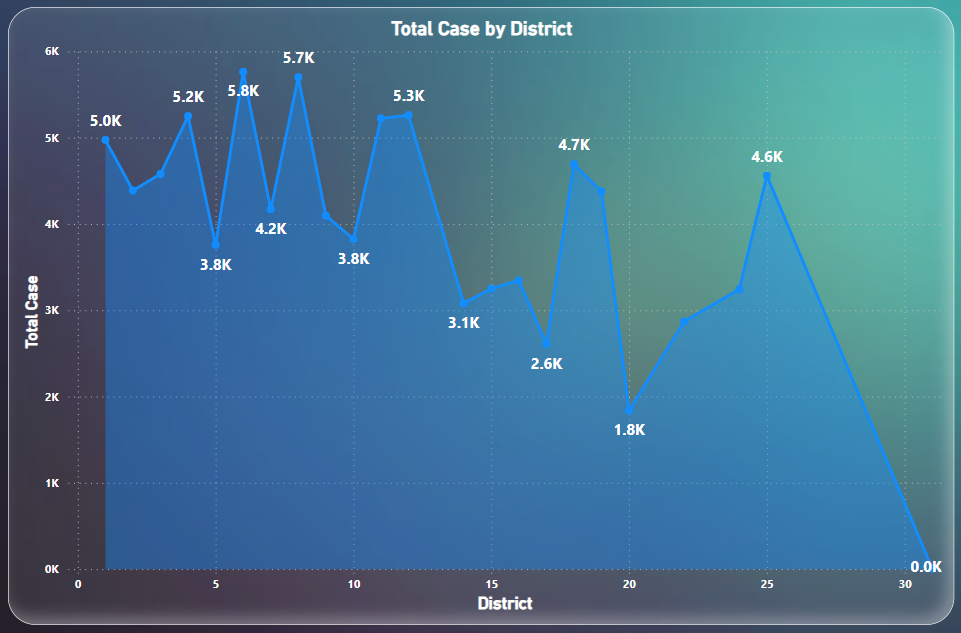 Total Case by District
6K
5K
4K
3K
2K
1K
0K
Total Case
5.0K
5.2K
3.8K
5.8K
4.2K
5.7K
3.8K
5.3K
3.1K
2.6K
4.7K
1.8K
4.6K
0.0K
0 5 10 15 20 25 30
District